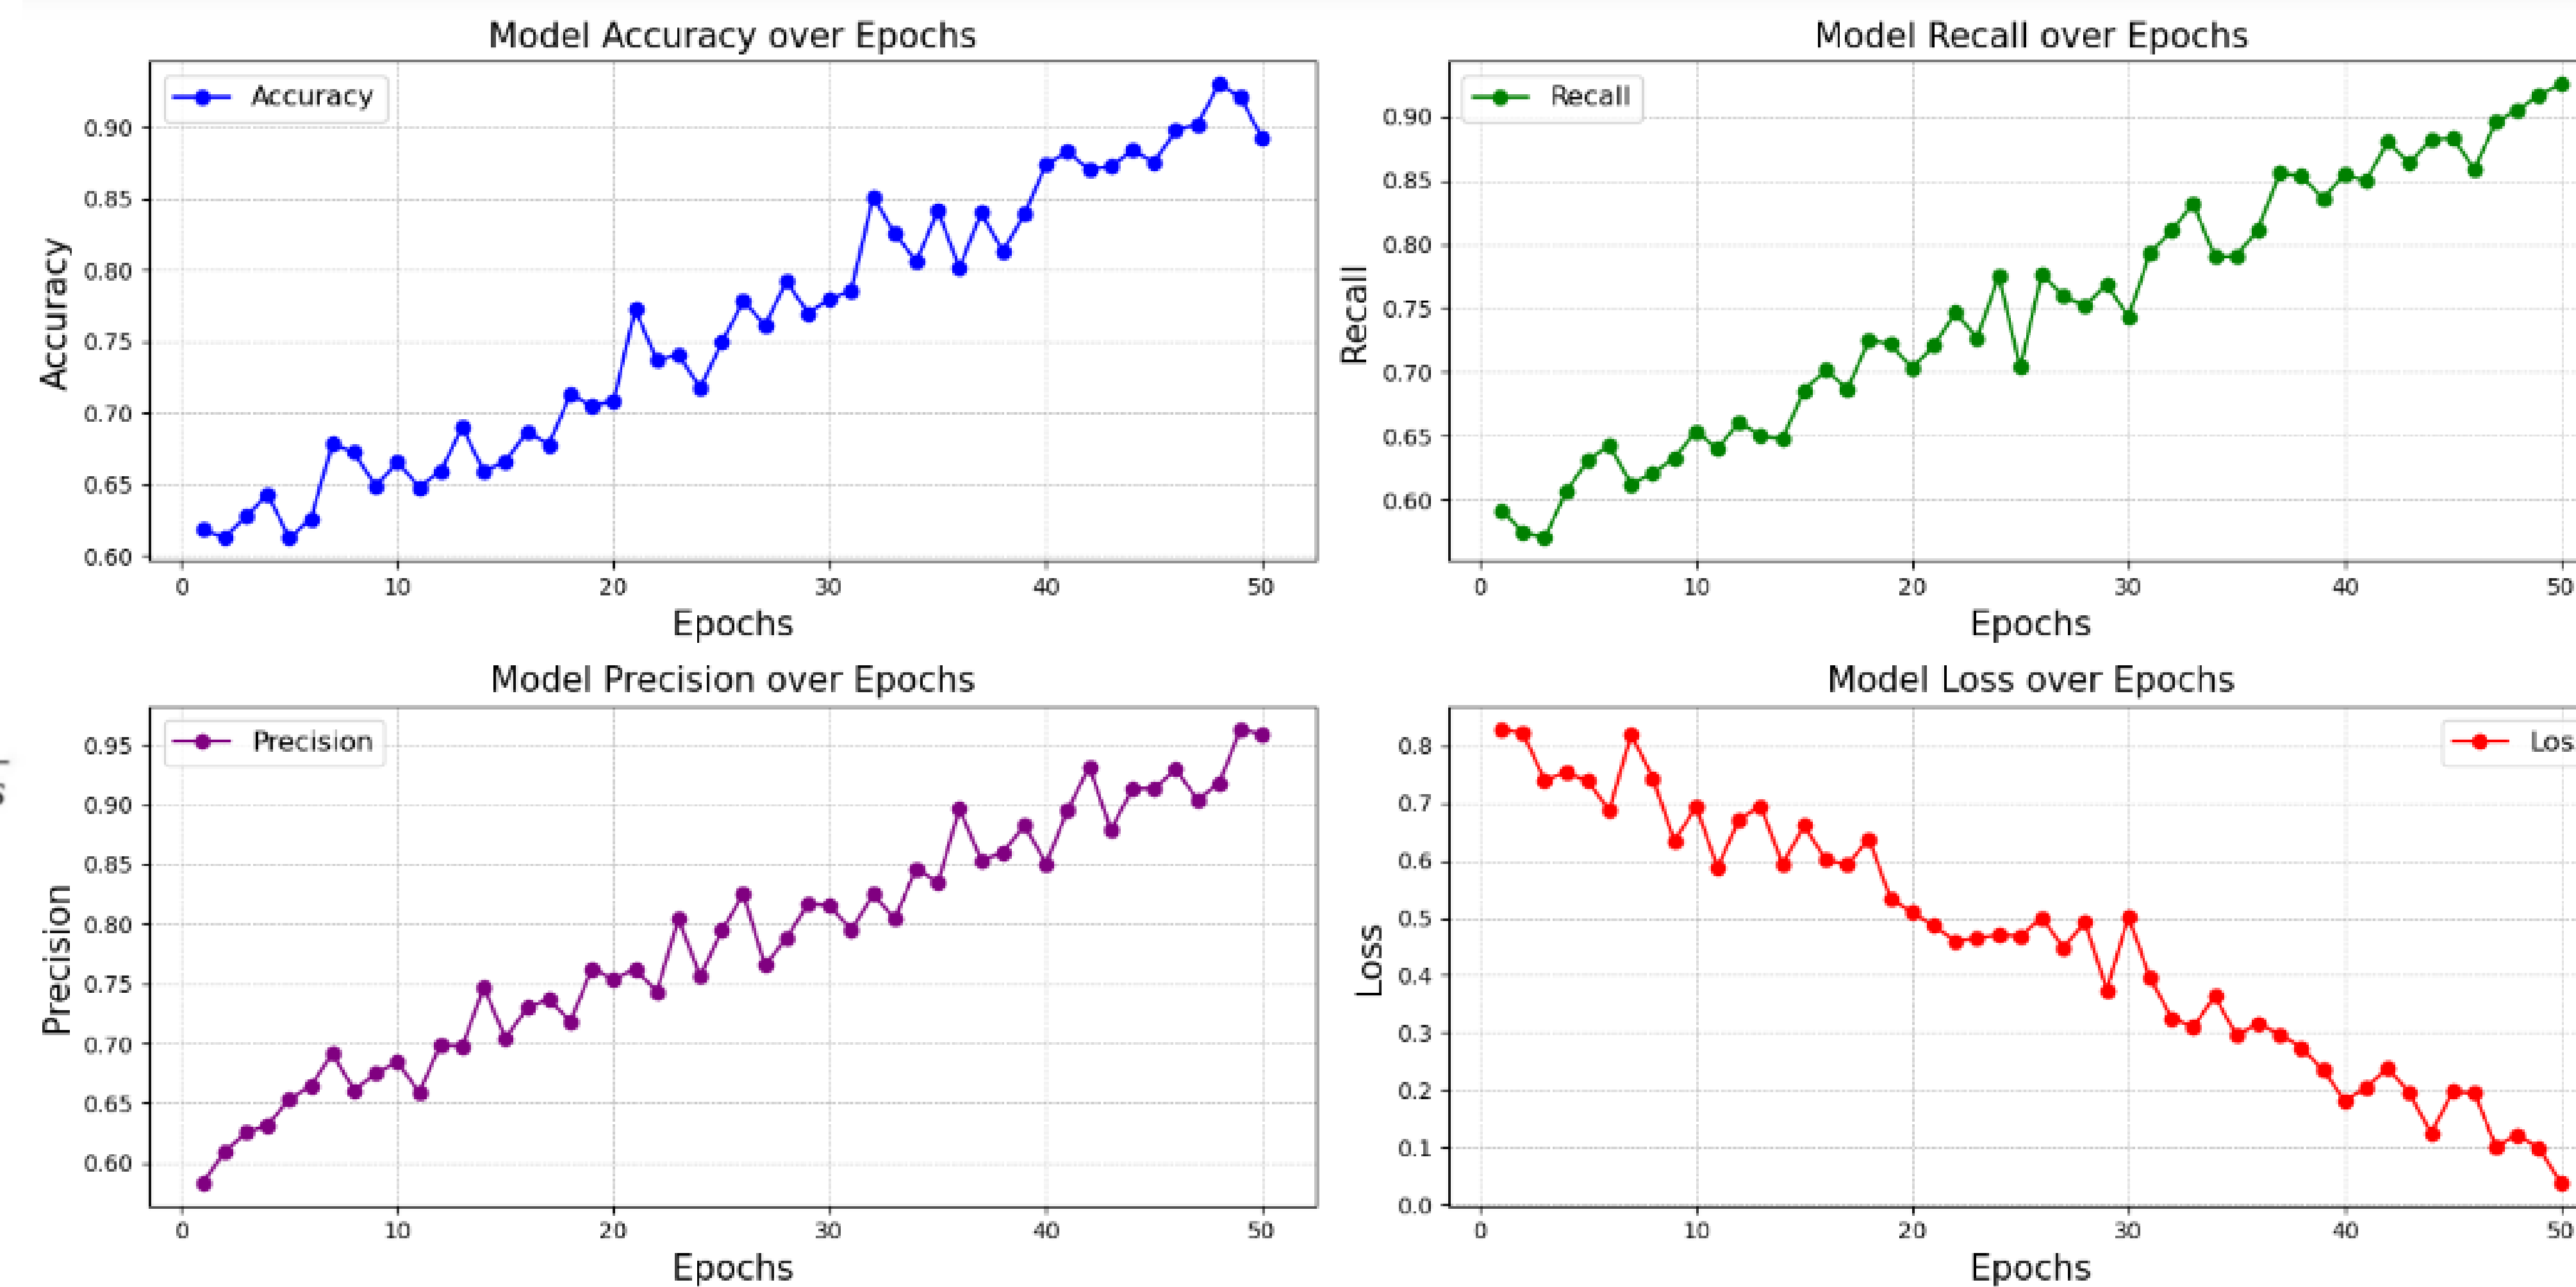 Model Accuracy over Epochs
Accuracy
0.90
0.85
0.80
0.75
0.70
0.65
0.60
Accuracy
0 10 20 30 40 50
Epochs
Model Recall over Epochs
Recall
0.90
0.85
0.80
0.75
0.70
0.65
0.60
Recall
0 10 20 30 40 50
Epochs
Model Precision over Epochs
Precision
0.95
0.90
0.85
0.80
0.75
0.70
0.65
0.60
Precision
0 10 20 30 40 50
Epochs
Model Loss over Epochs
Los
0.8
0.7
0.6
0.5
0.4
0.3
0.2
0.1
0.0
Loss
0 10 20 30 40 50
Epochs